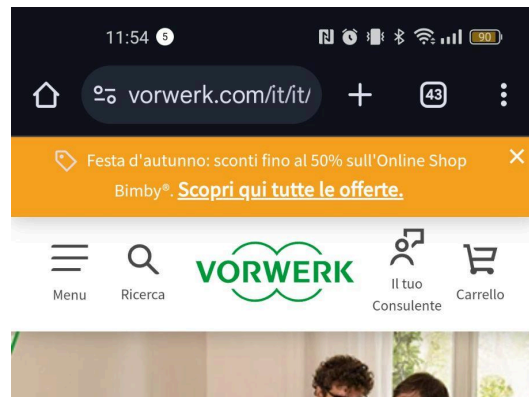 11:54 5 90
vorwerk.com/it/it/ 43
Festa d'autunno: sconti fino al 50% sull'Online Shop
Bimby®. Scopri qui tutte le offerte.
Menu Ricerca VORWERK Il tuo Consulente Carrello